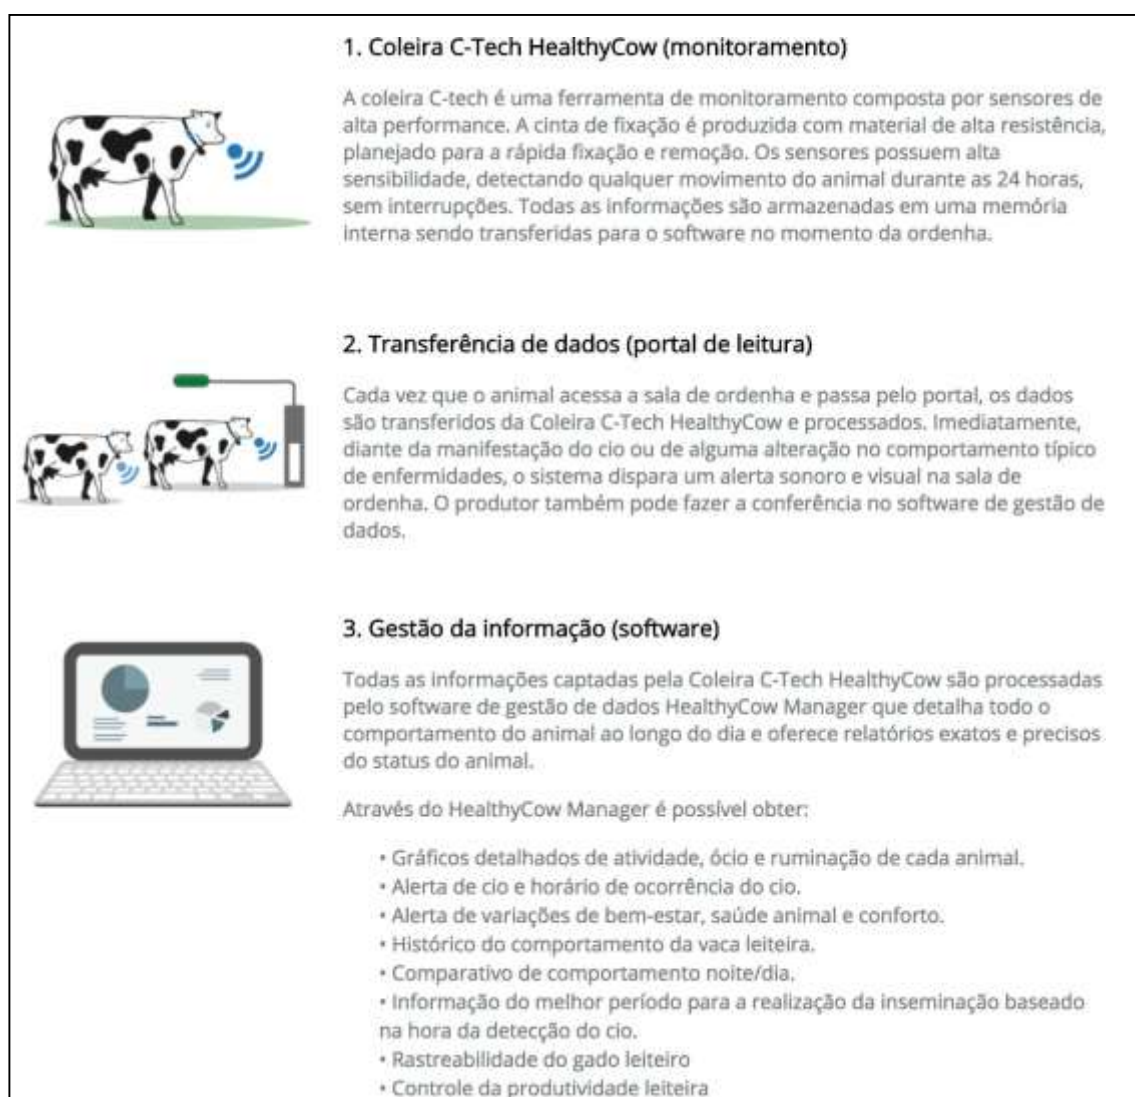 1. Coleira C-Tech HealthyCow (monitoramento)
A coleira C-tech é uma ferramenta de monitoramento composta por sensores de
alta performance. A cinta de fixação é produzida com material de alta resistência,
planejado para a rápida fixação e remoção. Os sensores possuem alta
sensibilidade, detectando qualquer movimento do animal durante as 24 horas,
sem interrupções. Todas as informações são armazenadas em uma memória
interna sendo transferidas para o software no momento da ordenha.
2. Transferência de dados (portal de leitura)
Cada vez que o animal acessa a sala de ordenha e passa pelo portal, os dados
são transferidos da Coleira C-Tech HealthyCow e processados. Imediatamente,
diante da manifestação do cio ou de alguma alteração no comportamento típico
de enfermidades, o sistema dispara um alerta sonoro e visual na sala de
ordenha. O produtor também pode fazer a conferência no software de gestão de
dados.
3. Gestão da informação (software)
Todas as informações captadas pela Coleira C-Tech HealthyCow são processadas
pelo software de gestão de dados HealthyCow Manager que detalha todo o
comportamento do animal ao longo do dia e oferece relatórios exatos e precisos
do status do animal.
Através do HealthyCow Manager é possível obter:
• Gráficos detalhados de atividade, ócio e ruminação de cada animal.
• Alerta de cio e horário de ocorrência do cio.
• Alerta de variações de bem-estar, saúde animal e conforto.
• Histórico do comportamento da vaca leiteira.
• Comparativo de comportamento noite/dia.
• Informação do melhor período para a realização da inseminação baseado
na hora da detecção do cio.
• Rastreabilidade do gado leiteiro
• Controle da produtividade leiteira